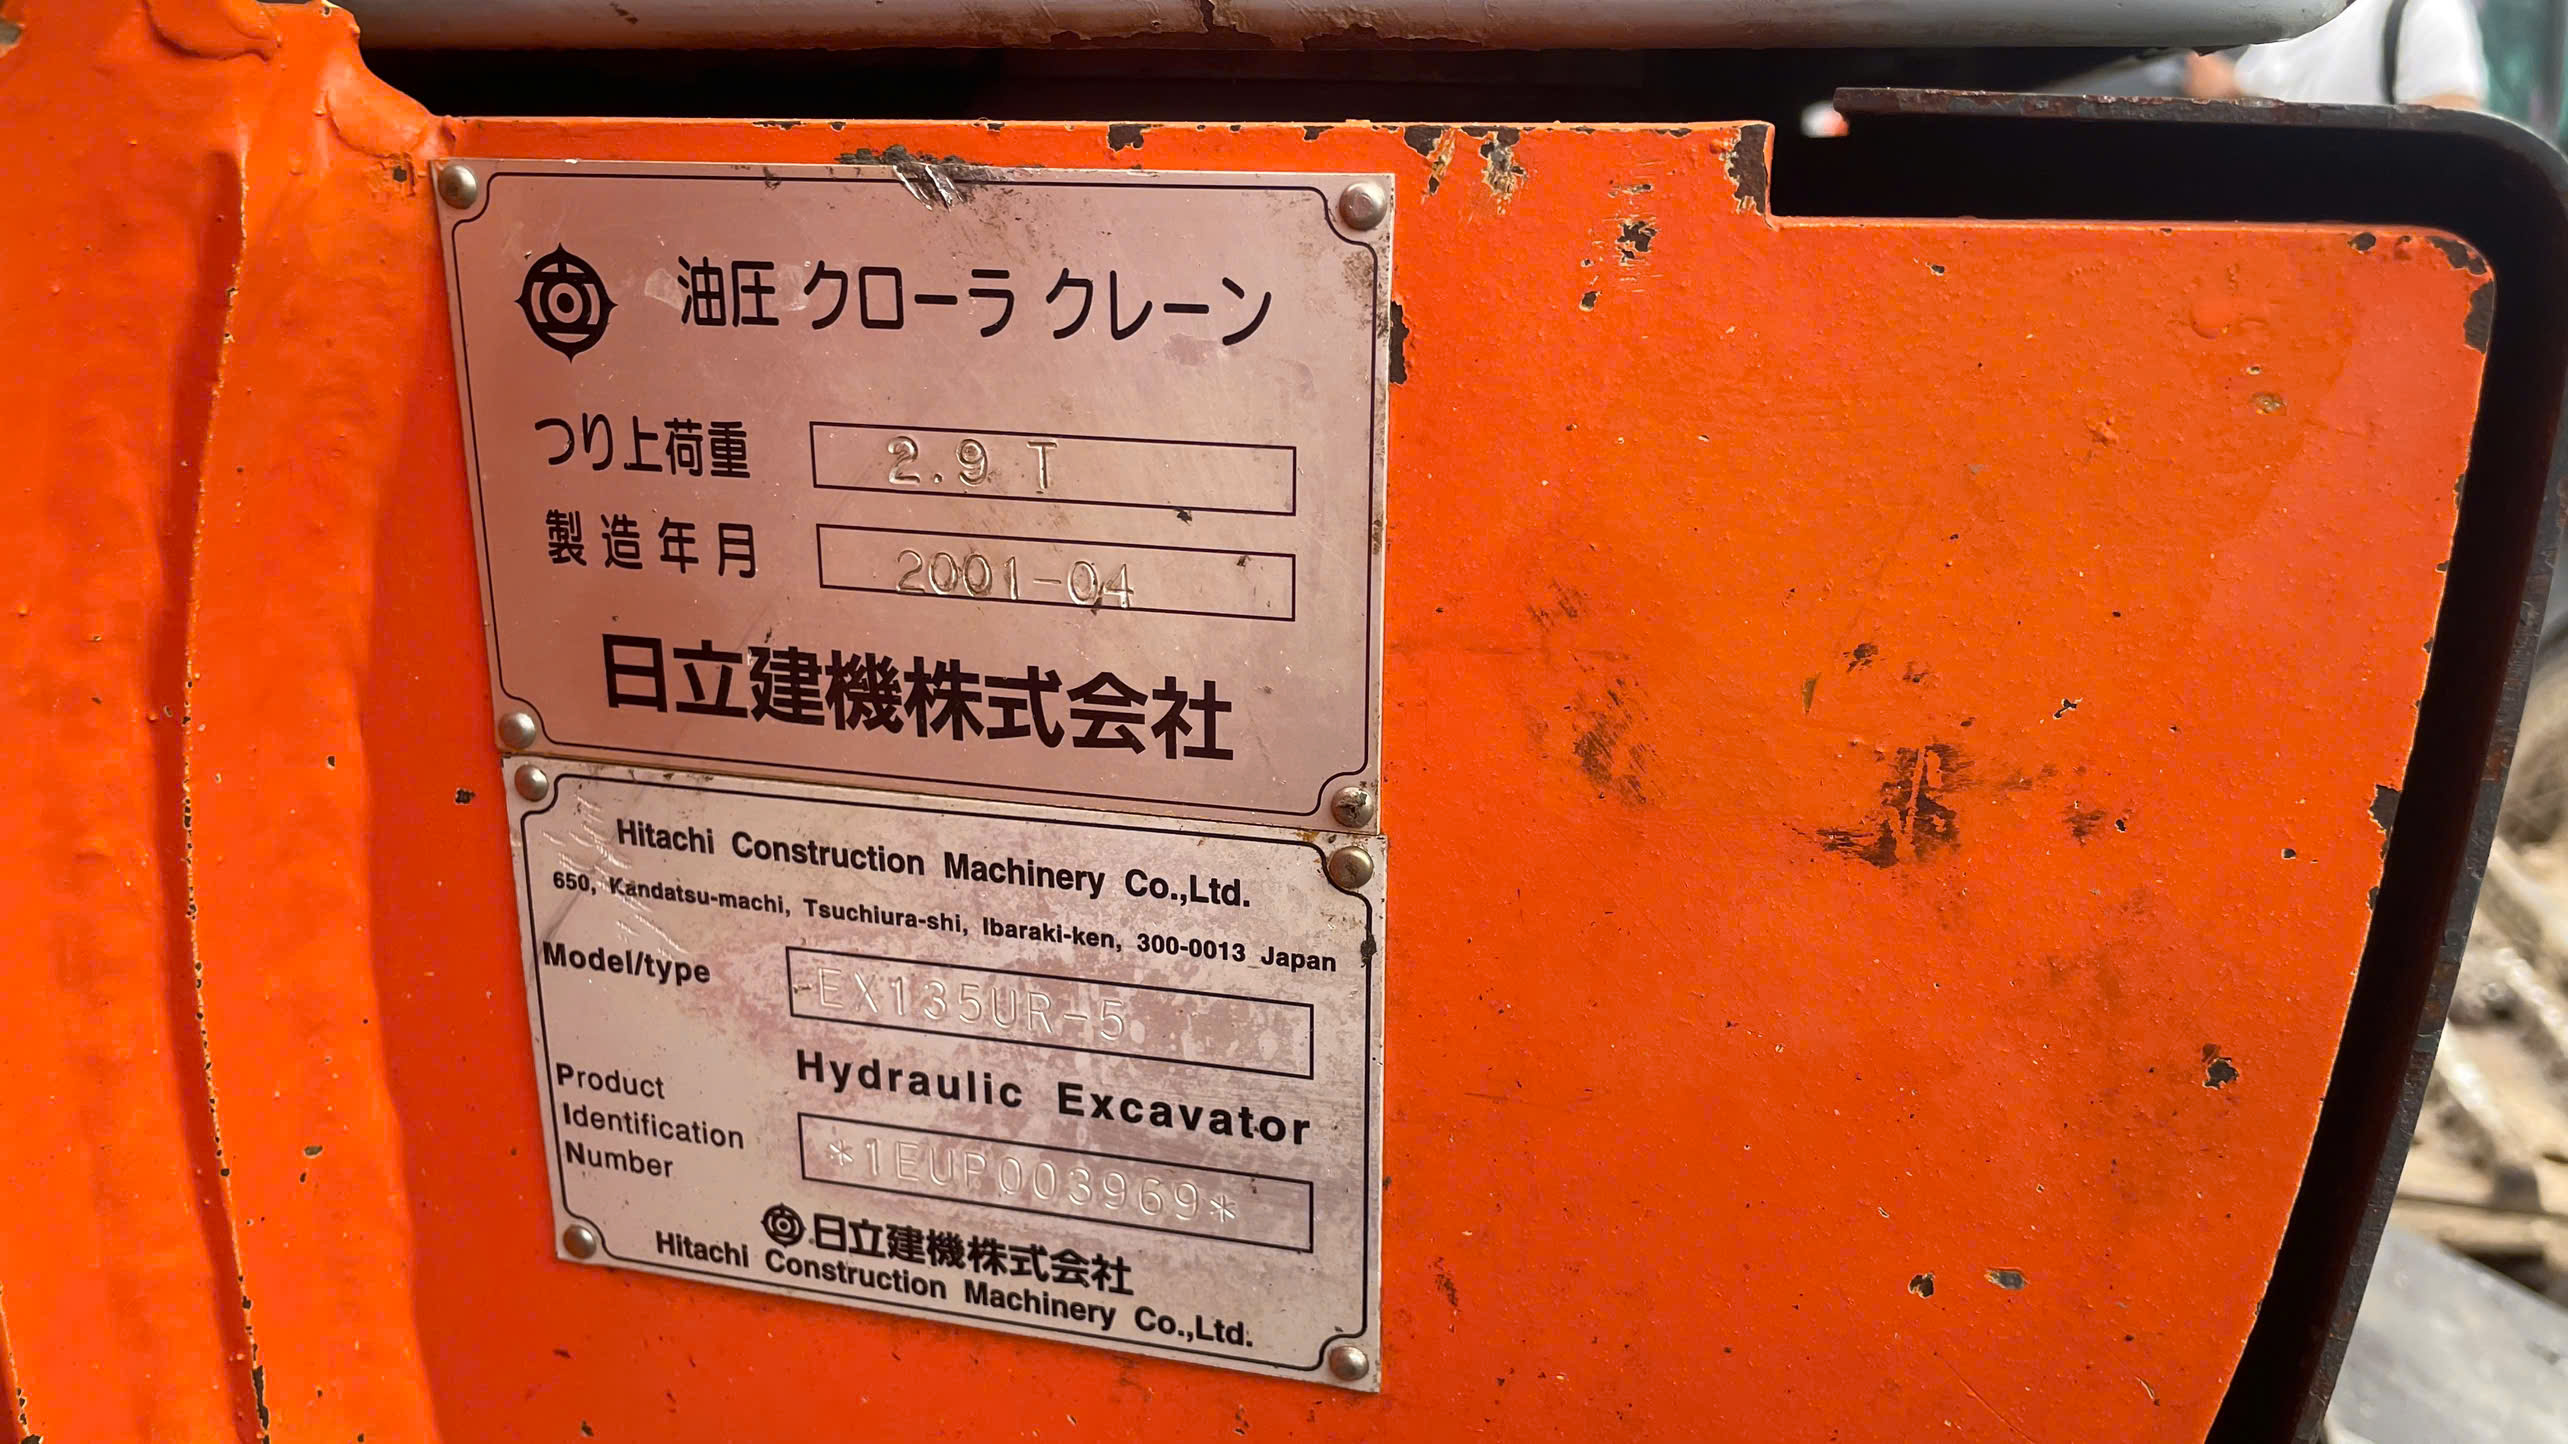 油圧 クローラ クレーン
つり上荷重 2.9 T
製造年月 2001-04
日立建機株式会社
Hitachi Construction Machinery Co.,Ltd.
650, Kandatsu-machi, Tsuchiura-shi, Ibaraki-ken, 300-0013 Japan
Model/type EX135UR-5
Hydraulic Excavator
Product
Identification
Number
*1EUP003969*
日立建機株式会社
Hitachi Construction Machinery Co.,Ltd.